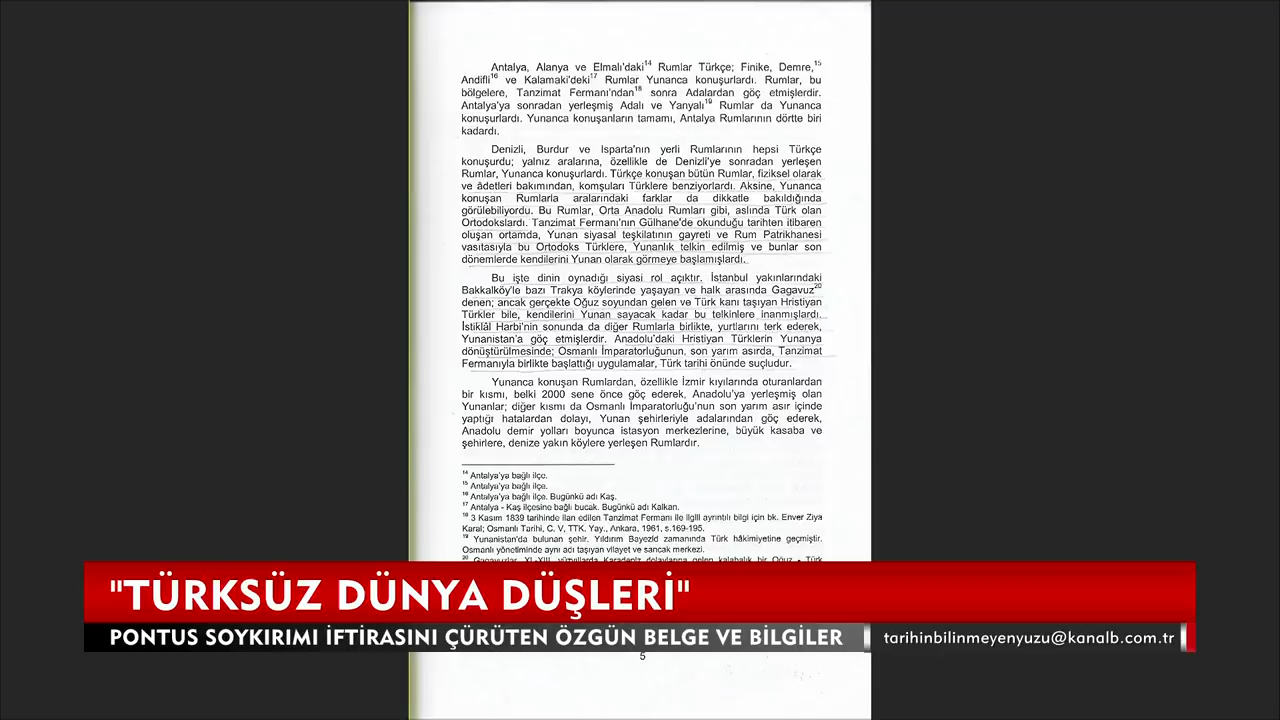 Antalya, Alanya ve Elmalı'daki14 Rumlar Türkçe; Finike, Demre,15
Andifli16 ve Kalamaki'deki17 Rumlar Yunanca konuşurlardı. Rumlar, bu
bölgelere, Tanzimat Fermanı'ndan18 sonra Adalardan göç etmişlerdir.
Antalya'ya sonradan yerleşmiş Adalı ve Yanyalı19 Rumlar da Yunanca
konuşurlardı. Yunanca konuşanların tamamı, Antalya Rumlarının dörtte biri
kadardı.
Denizli, Burdur ve Isparta'nın yerli Rumlarının hepsi Türkçe
konuşurdu; yalnız aralarına, özellikle de Denizli'ye sonradan yerleşen
Rumlar, Yunanca konuşurlardı. Türkçe konuşan bütün Rumlar, fiziksel olarak
ve âdetleri bakımından, komşuları Türklere benziyorlardı. Aksine, Yunanca
konuşan Rumlarla aralarındaki farklar da dikkatle bakıldığında
görülebiliyordu. Bu Rumlar, Orta Anadolu Rumları gibi, aslında Türk olan
Ortodokslardı. Tanzimat Fermanı'nın Gülhane'de okunduğu tarihten itibaren
oluşan ortamda, Yunan siyasal teşkilatının gayreti ve Rum Patrikhanesi
vasıtasıyla bu Ortodoks Türklere, Yunanlık telkin edilmiş ve bunlar son
dönemlerde kendilerini Yunan olarak görmeye başlamışlardı.
Bu işte dinin oynadığı siyasi rol açıktır. İstanbul yakınlarındaki
Bakkalköy'le bazı Trakya köylerinde yaşayan ve halk arasında Gagavuz20
denen; ancak gerçekte Oğuz soyundan gelen ve Türk kanı taşıyan Hristiyan
Türkler bile, kendilerini Yunan sayacak kadar bu telkinlere inanmışlardı.
İstiklâl Harbi'nin sonunda da diğer Rumlarla birlikte, yurtlarını terk ederek,
Yunanistan'a göç etmişlerdir. Anadolu'daki Hristiyan Türklerin Yunanya
dönüştürülmesinde; Osmanlı İmparatorluğunun, son yarım asırda, Tanzimat
Fermanıyla birlikte başlattığı uygulamalar, Türk tarihi önünde suçludur.
Yunanca konuşan Rumlardan, özellikle İzmir kıyılarında oturanlardan
bir kısmı, belki 2000 sene önce göç ederek, Anadolu'ya yerleşmiş olan
Yunanlar; diğer kısmı da Osmanlı İmparatorluğu'nun son yarım asır içinde
yaptığı hatalardan dolayı, Yunan şehirleriyle adalarından göç ederek,
Anadolu demir yolları boyunca istasyon merkezlerine, büyük kasaba ve
şehirlere, denize yakın köylere yerleşen Rumlardır.
14 Antalya'ya bağlı ilçe.
15 Antalya'ya bağlı ilçe.
16 Antalya'ya bağlı ilçe. Bugünkü adı Kaş.
17 Antalya - Kaş ilçesine bağlı bucak. Bugünkü adı Kalkan.
18 3 Kasım 1839 tarihinde ilan edilen Tanzimat Fermanı ile ilgili ayrıntılı bilgi için bk. Enver Ziya
Karal; Osmanlı Tarihi, C. V, TTK. Yay., Ankara, 1961, s.169-195.
19 Yunanistan'da bulunan şehir. Yıldırım Bayezid zamanında Türk hâkimiyetine geçmiştir.
Osmanlı yönetiminde aynı adı taşıyan vilayet ve sancak merkezi.
20 Gagavuzlar, XI.-XIII. yüzyıllarda Karadeniz dolaylarına gelen kalabalık bir Oğuz - Türk
"TÜRKSÜZ DÜNYA DÜŞLERİ"
PONTUS SOYKIRIMI İFTİRASINI ÇÜRÜTEN ÖZGÜN BELGE VE BİLGİLER
tarihinbilinmeyenyuzu@kanalb.com.tr
5